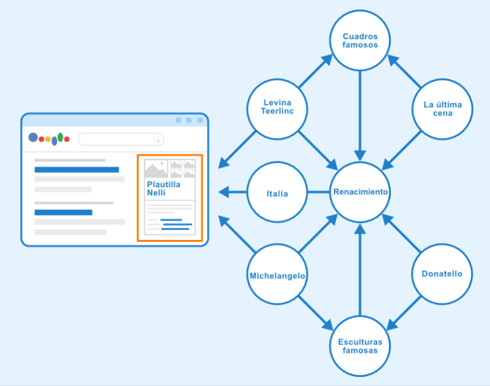 Cuadros
famosos
Levina
Teerlinc
La última
cena
Plautilla
Nelli
Italia
Renacimiento
Michelangelo
Donatello
Esculturas
famosas